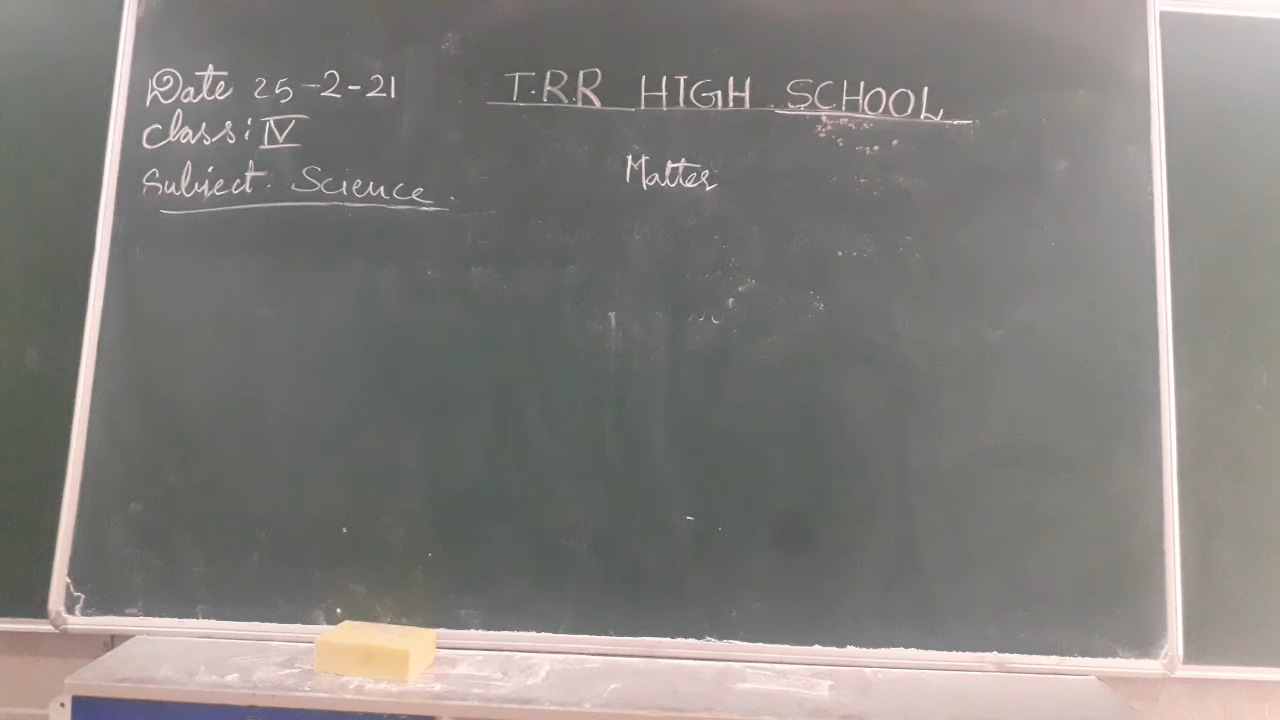 Date 25-2-21
T.R.R HIGH SCHOOL
Class: IV
Subject. Science.
Matter